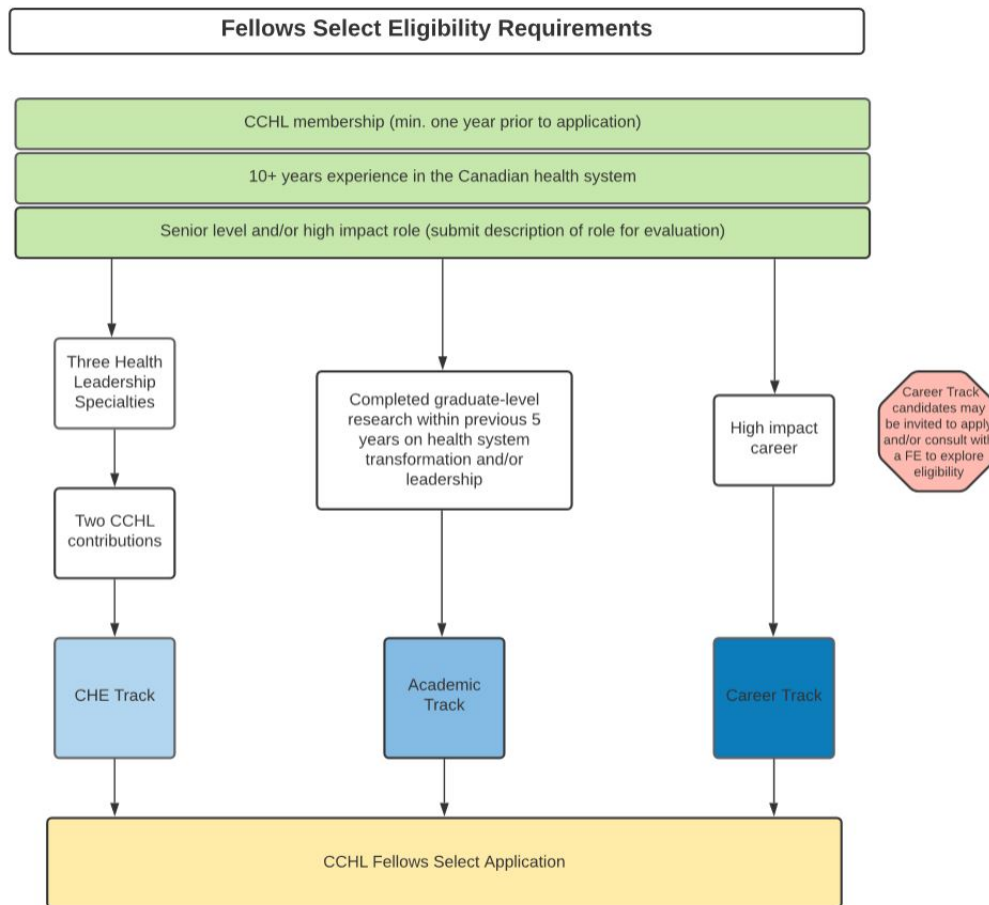 Fellows Select Eligibility Requirements
CCHL membership (min. one year prior to application)
10+ years experience in the Canadian health system
Senior level and/or high impact role (submit description of role for evaluation)
Three Health
Leadership
Specialties
Two CCHL
contributions
CHE Track
Completed graduate-level
research within previous 5
years on health system
transformation and/or
leadership
Academic
Track
High impact
career
Career Track
Career Track
candidates may
be invited to apply
and/or consult with
a FE to explore
eligibility
CCHL Fellows Select Application